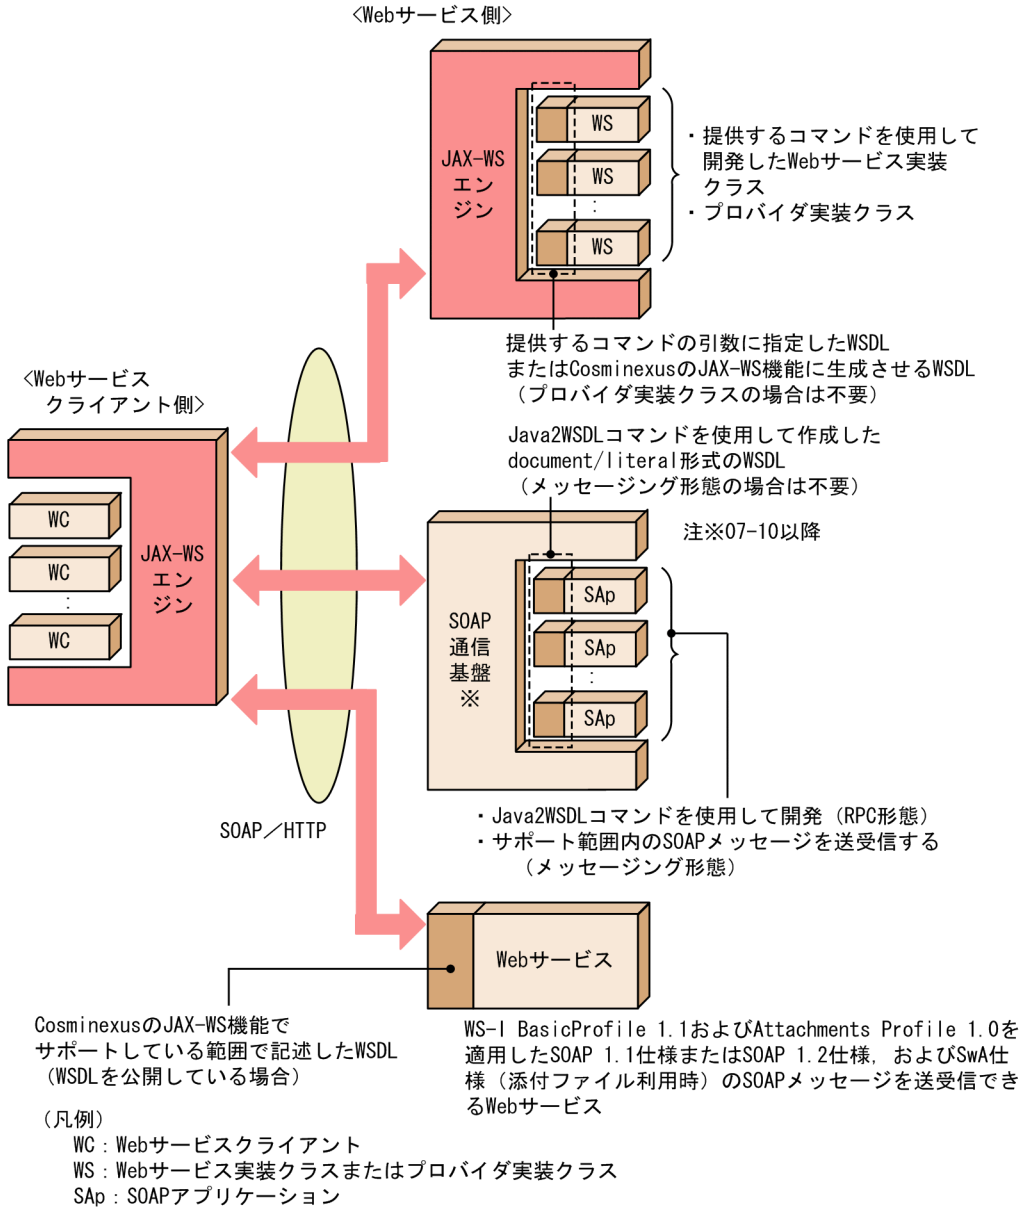 <Webサービス側>
JAX-WS
エン
ジン
WS
WS
:
WS
・提供するコマンドを使用して
開発したWebサービス実装
クラス
・プロバイダ実装クラス
提供するコマンドの引数に指定したWSDL
またはCosminexusのJAX-WS機能に生成させるWSDL
（プロバイダ実装クラスの場合は不要）
<Webサービス
クライアント側>
WC
WC
:
WC
JAX-WS
エン
ジン
SOAP／HTTP
Java2WSDLコマンドを使用して作成した
document/literal形式のWSDL
（メッセージング形態の場合は不要）
注※07-10以降
SOAP
通信
基盤
※
SAp
SAp
:
SAp
・Java2WSDLコマンドを使用して開発（RPC形態）
・サポート範囲内のSOAPメッセージを送受信する
（メッセージング形態）
Webサービス
CosminexusのJAX-WS機能で
サポートしている範囲で記述したWSDL
（WSDLを公開している場合）
WS-I BasicProfile 1.1およびAttachments Profile 1.0を
適用したSOAP 1.1仕様またはSOAP 1.2仕様，およびSwA仕
様（添付ファイル利用時）のSOAPメッセージを送受信でき
るWebサービス
（凡例）
WC：Webサービスクライアント
WS：Webサービス実装クラスまたはプロバイダ実装クラス
SAp：SOAPアプリケーション